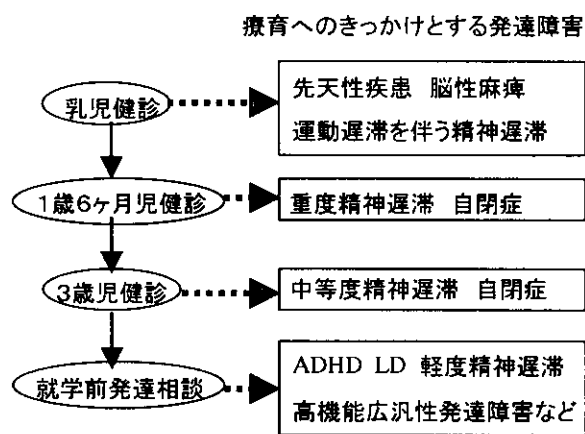 療育へのきっかけとする発達障害
乳児健診
先天性疾患 脳性麻痺
運動遅滞を伴う精神遅滞
1歳6ヶ月児健診
重度精神遅滞 自閉症
3歳児健診
中等度精神遅滞 自閉症
就学前発達相談
ADHD LD 軽度精神遅滞
高機能広汎性発達障害など